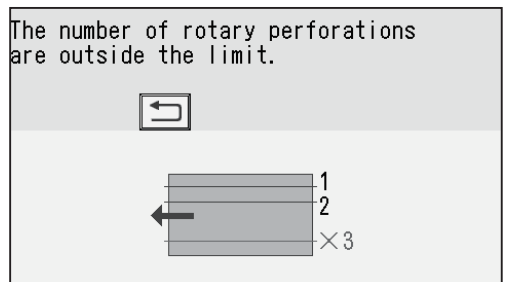 The number of rotary perforations
are outside the limit.
1
2
×3